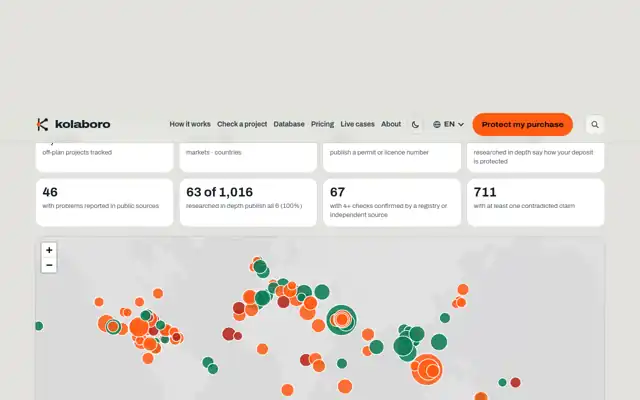 kolaboro
How it works Check a project Database Pricing Live cases About EN Protect my purchase
off-plan projects tracked
markets · countries
publish a permit or licence number
researched in depth say how your deposit
is protected
46
with problems reported in public sources
63 of 1,016
researched in depth publish all 6 (100%)
67
with 4+ checks confirmed by a registry or
independent source
711
with at least one contradicted claim
+
−